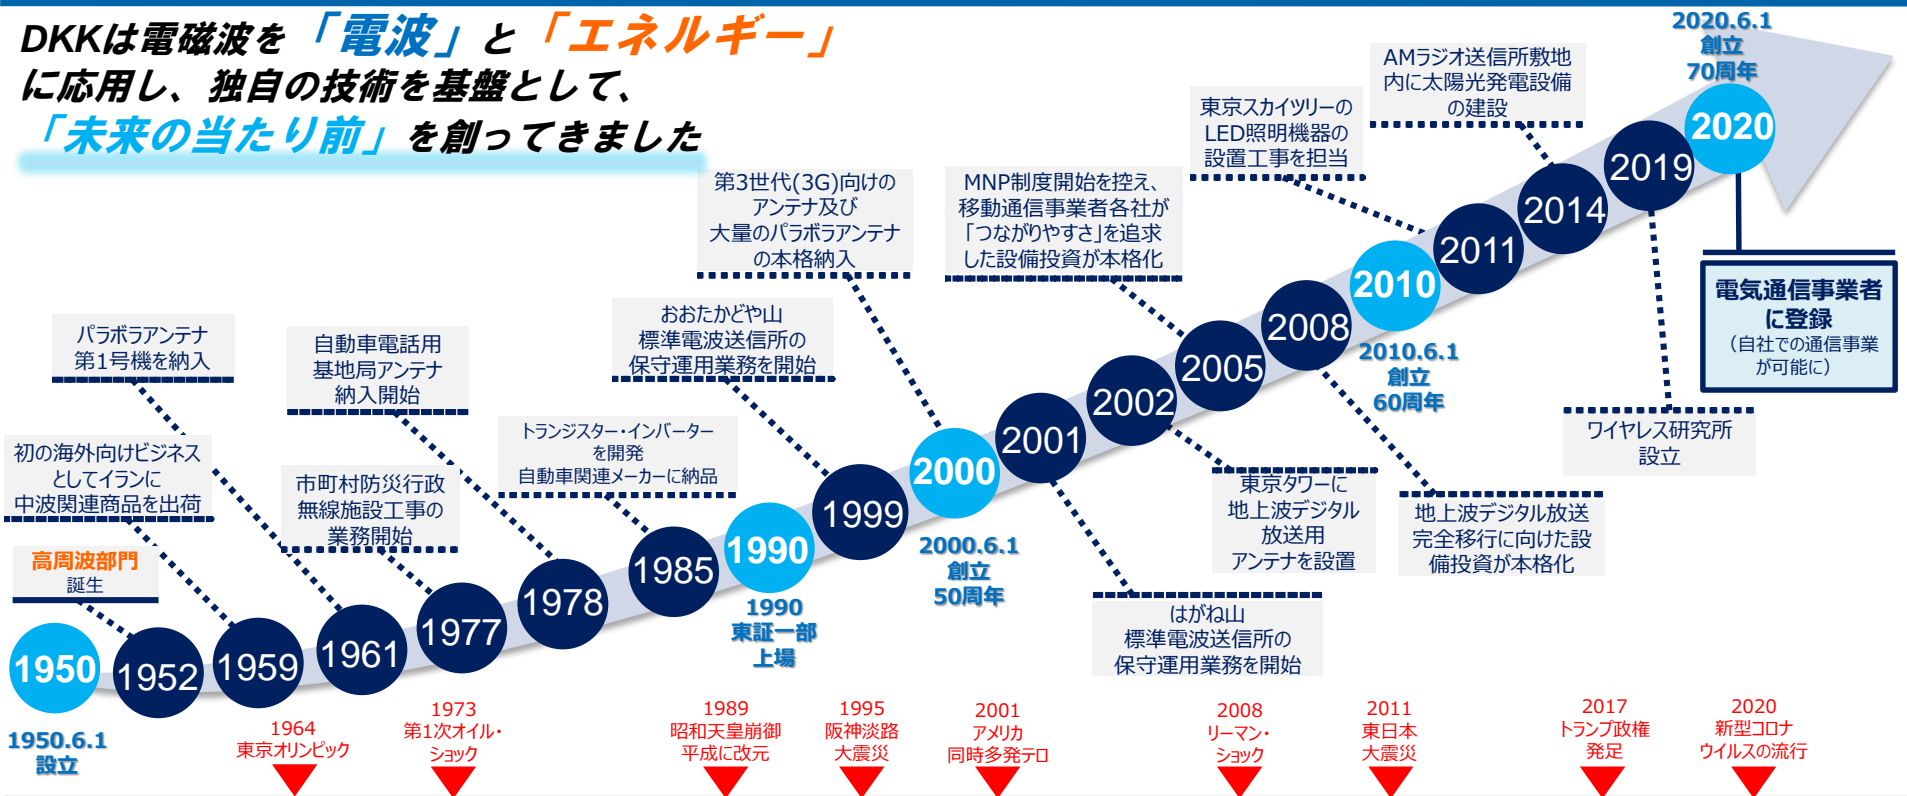 DKKは電磁波を「電波」と「エネルギー」
に応用し、独自の技術を基盤として、
「未来の当たり前」を創ってきました
1950
1950.6.1
設立
高周波部門
誕生
1952
初の海外向けビジネス
としてイランに
中波関連商品を出荷
1959
パラボラアンテナ
第1号機を納入
1961
市町村防災行政
無線施設工事の
業務開始
1977
自動車電話用
基地局アンテナ
納入開始
1978
トランジスター・インバーター
を開発
自動車関連メーカーに納品
1985
1990
1990
東証一部
上場
おおたかどや山
標準電波送信所の
保守運用業務を開始
1999
第3世代(3G)向けの
アンテナ及び
大量のパラボラアンテナ
の本格納入
2000
2000.6.1
創立
50周年
2001
はがね山
標準電波送信所の
保守運用業務を開始
2002
東京タワーに
地上波デジタル
放送用
アンテナを設置
MNP制度開始を控え、
移動通信事業者各社が
「つながりやすさ」を追求
した設備投資が本格化
2005
2008
地上波デジタル放送
完全移行に向けた設
備投資が本格化
2010
2010.6.1
創立
60周年
東京スカイツリーの
LED照明機器の
設置工事を担当
2011
AMラジオ送信所敷地
内に太陽光発電設備
の建設
2014
2019
ワイヤレス研究所
設立
2020.6.1
創立
70周年
2020
電気通信事業者
に登録
（自社での通信事業
が可能に）
1964
東京オリンピック
1973
第1次オイル・
ショック
1989
昭和天皇崩御
平成に改元
1995
阪神淡路
大震災
2001
アメリカ
同時多発テロ
2008
リーマン・
ショック
2011
東日本
大震災
2017
トランプ政権
発足
2020
新型コロナ
ウイルスの流行